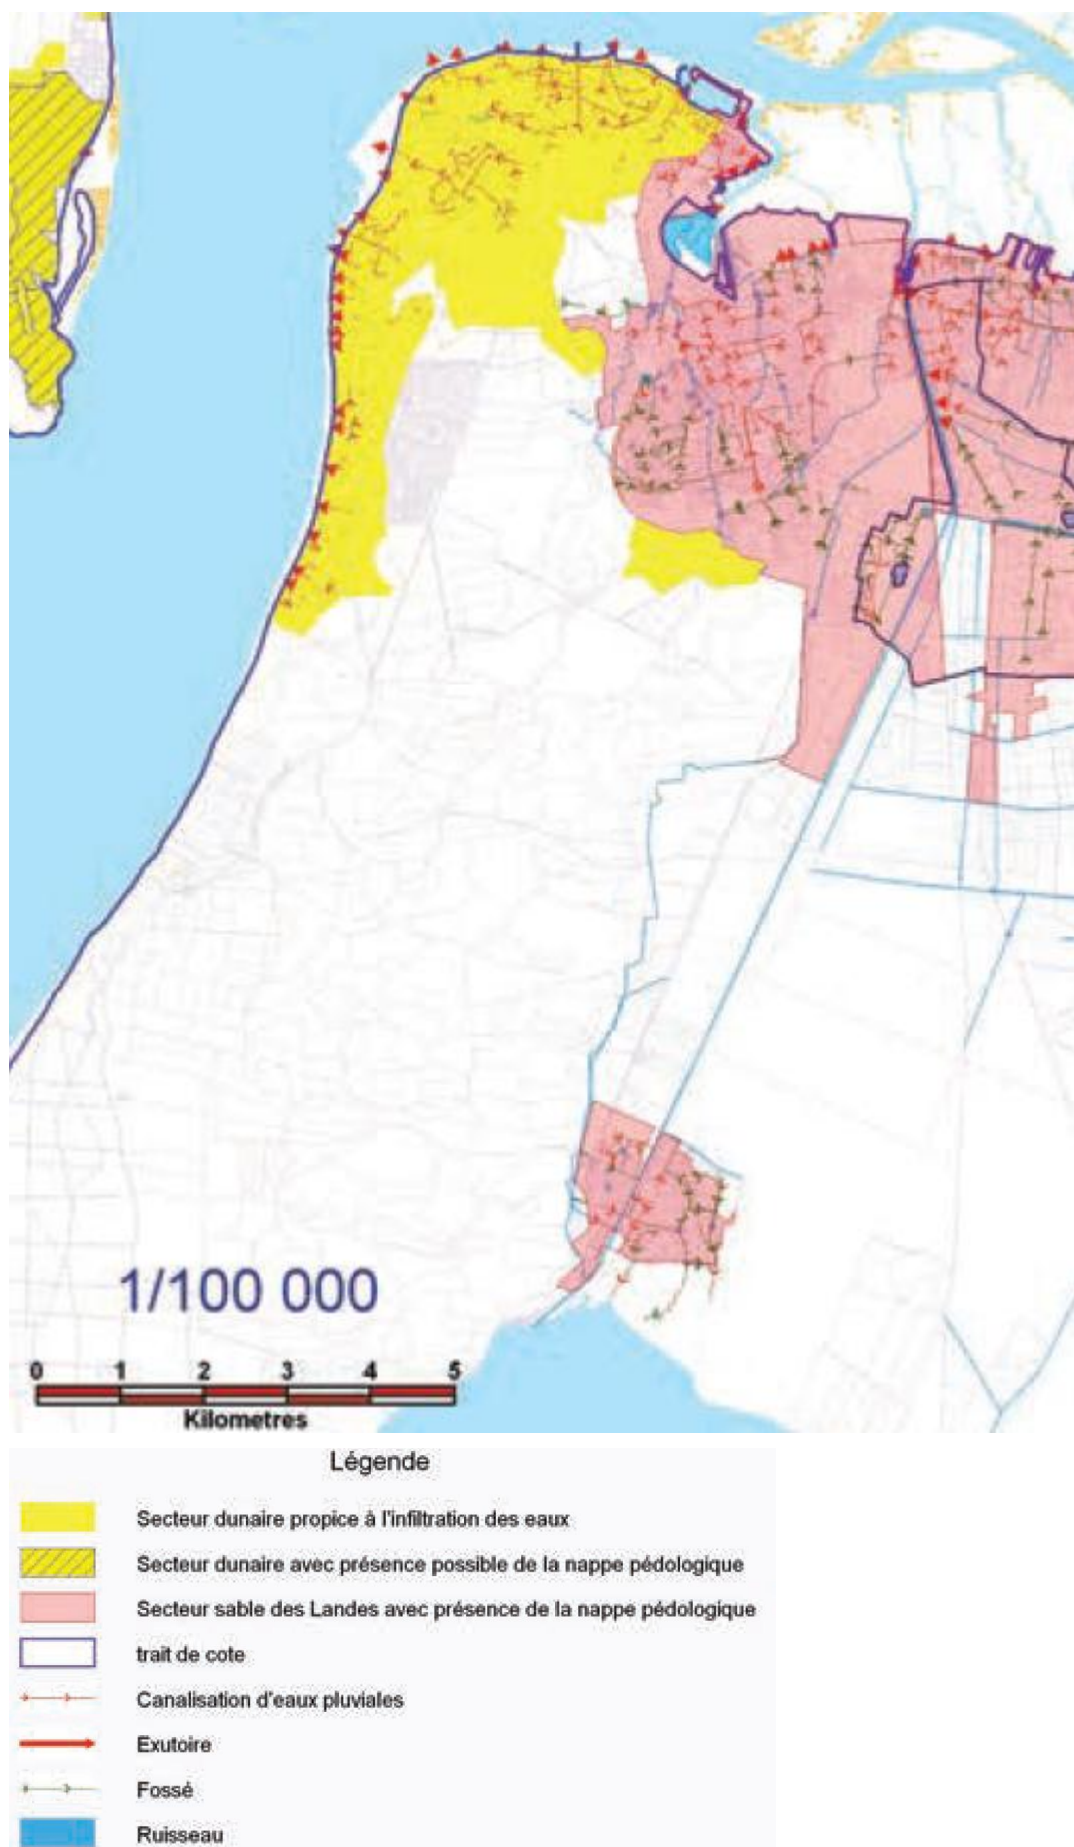 1/100 000
0 1 2 3 4 5
Kilometres
Légende
Secteur dunaire propice à l'infiltration des eaux
Secteur dunaire avec présence possible de la nappe pédologique
Secteur sable des Landes avec présence de la nappe pédologique
trait de cote
Canalisation d'eaux pluviales
Exutoire
Fossé
Ruisseau